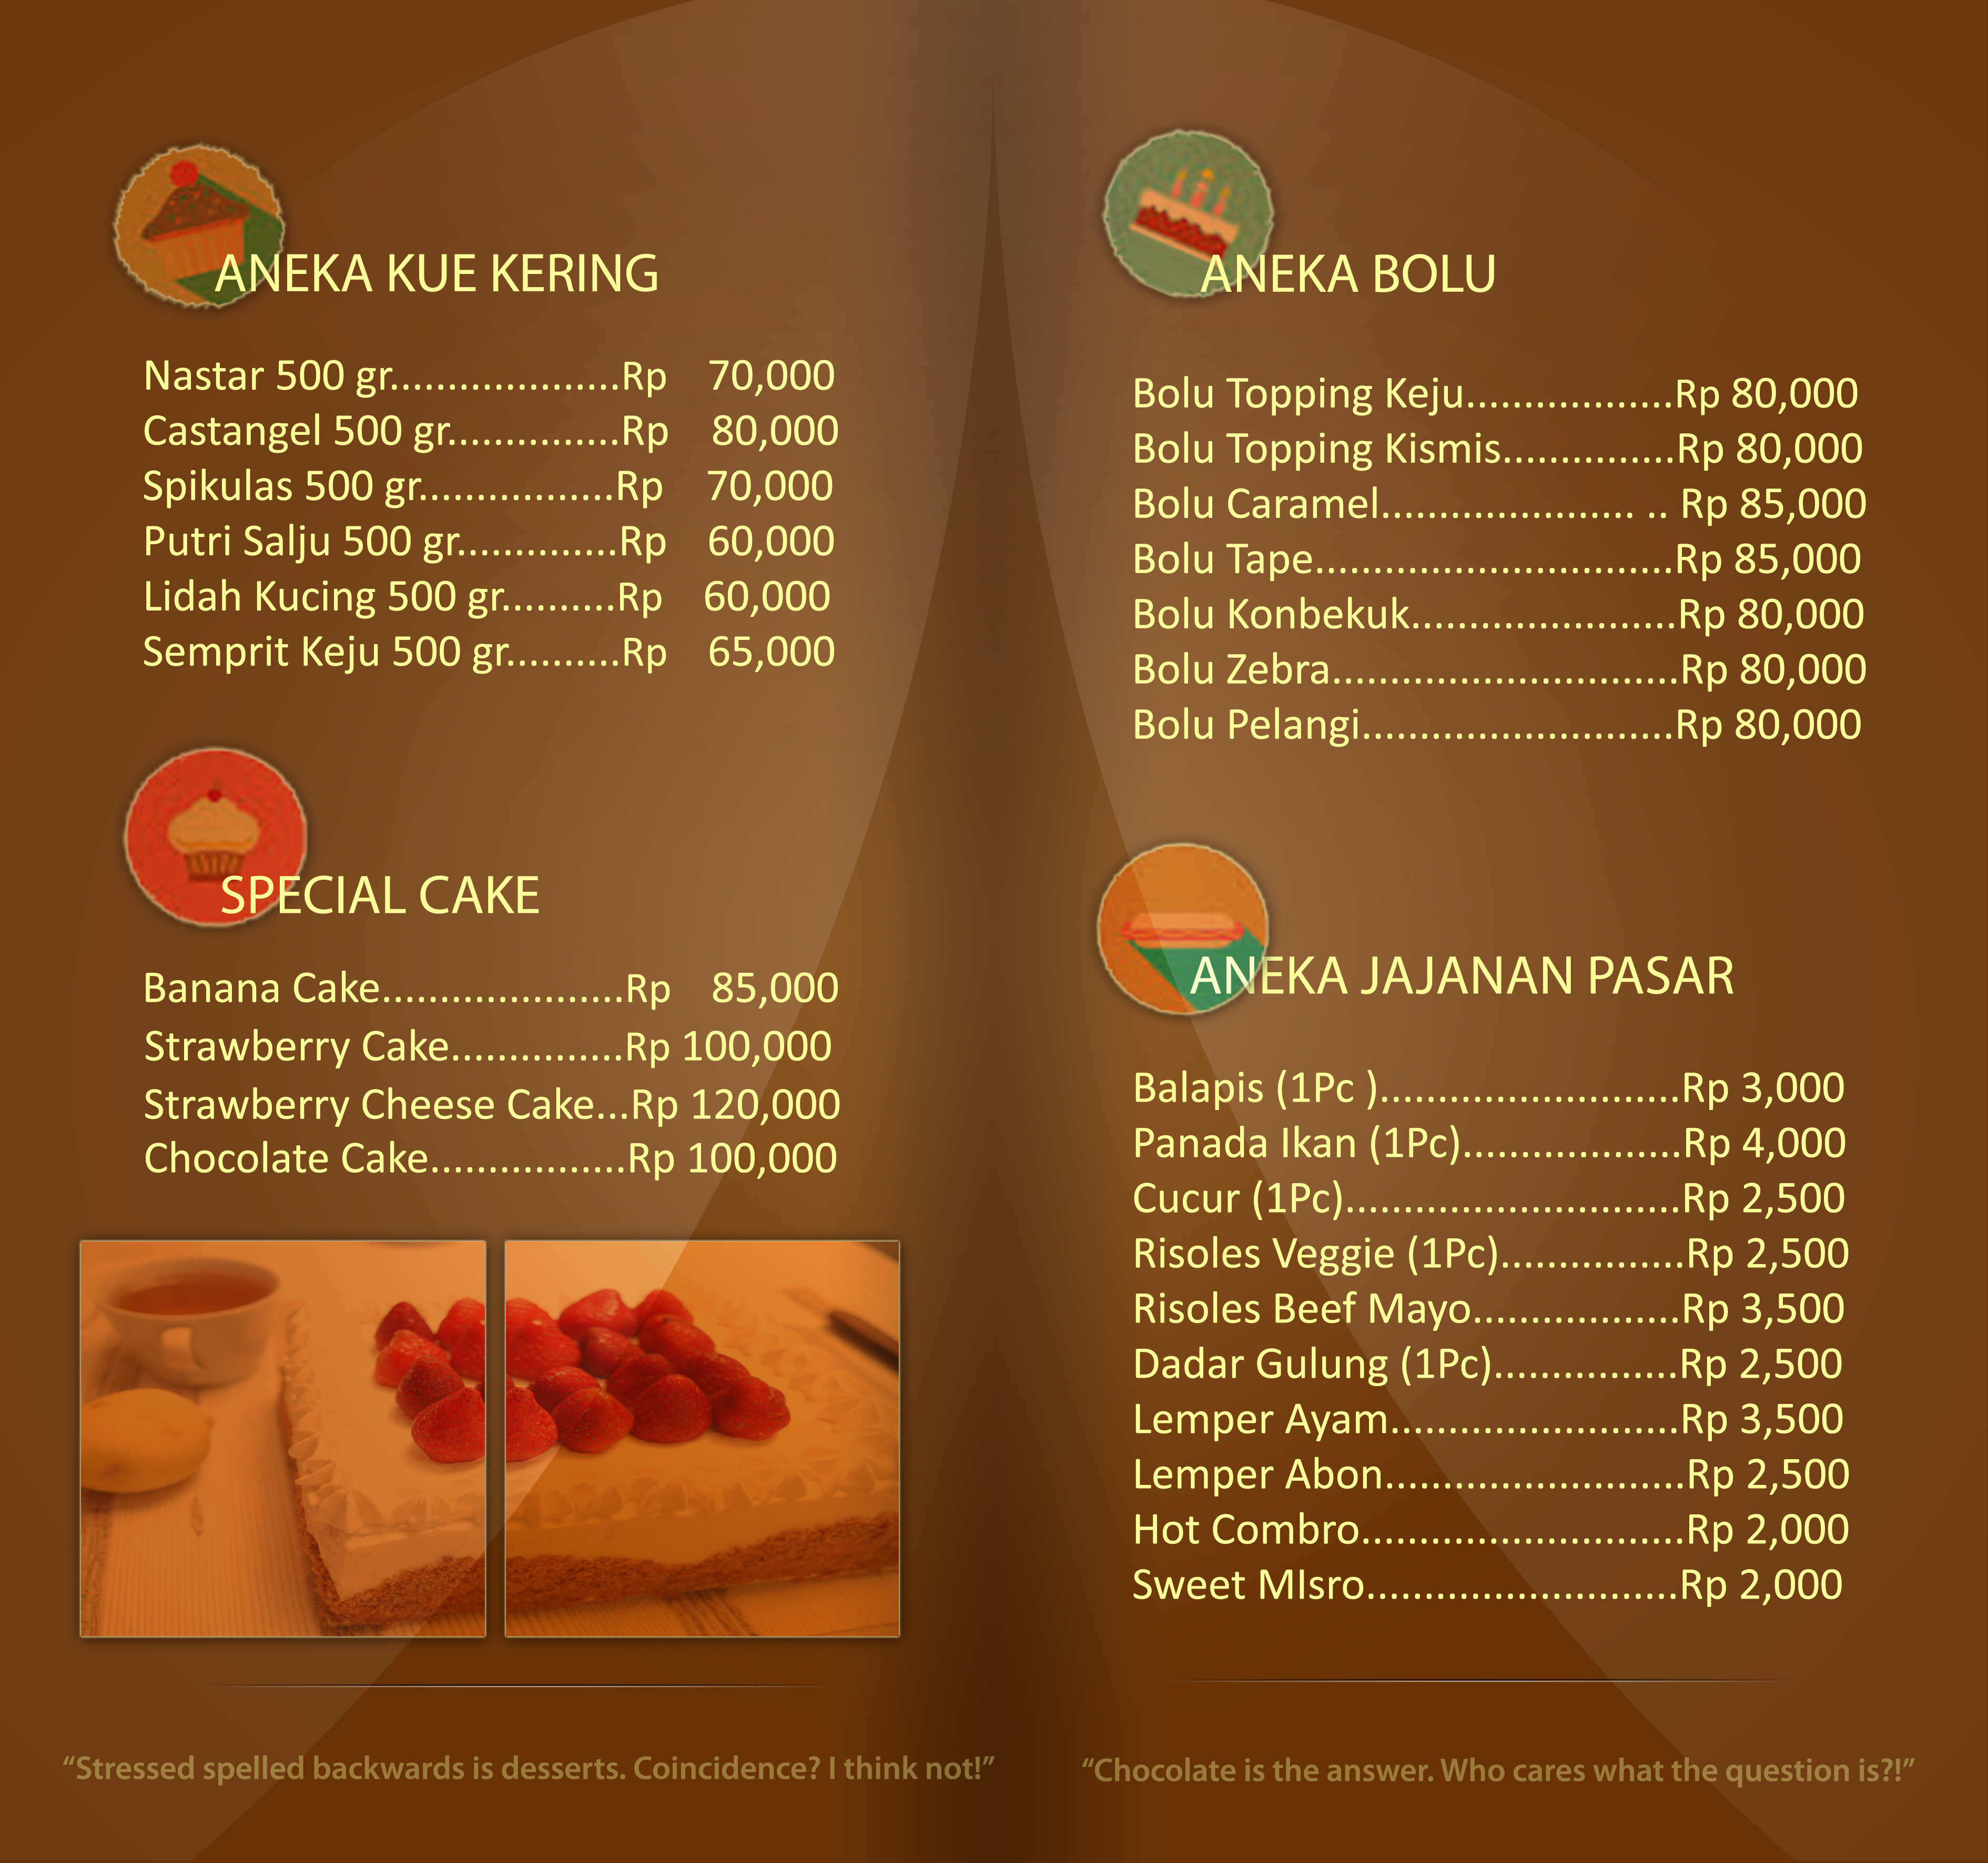 ANEKA KUE KERING
Nastar 500 gr....................Rp 70,000
Castangel 500 gr...............Rp 80,000
Spikulas 500 gr.................Rp 70,000
Putri Salju 500 gr..............Rp 60,000
Lidah Kucing 500 gr..........Rp 60,000
Semprit Keju 500 gr..........Rp 65,000
SPECIAL CAKE
Banana Cake.....................Rp 85,000
Strawberry Cake...............Rp 100,000
Strawberry Cheese Cake...Rp 120,000
Chocolate Cake.................Rp 100,000
“Stressed spelled backwards is desserts. Coincidence? I think not!”
ANEKA BOLU
Bolu Topping Keju..................Rp 80,000
Bolu Topping Kismis...............Rp 80,000
Bolu Caramel...................... .. Rp 85,000
Bolu Tape...............................Rp 85,000
Bolu Konbekuk.......................Rp 80,000
Bolu Zebra..............................Rp 80,000
Bolu Pelangi...........................Rp 80,000
ANEKA JAJANAN PASAR
Balapis (1Pc )..........................Rp 3,000
Panada Ikan (1Pc)...................Rp 4,000
Cucur (1Pc).............................Rp 2,500
Risoles Veggie (1Pc)................Rp 2,500
Risoles Beef Mayo..................Rp 3,500
Dadar Gulung (1Pc)................Rp 2,500
Lemper Ayam.........................Rp 3,500
Lemper Abon..........................Rp 2,500
Hot Combro............................Rp 2,000
Sweet MIsro...........................Rp 2,000
“Chocolate is the answer. Who cares what the question is?!”